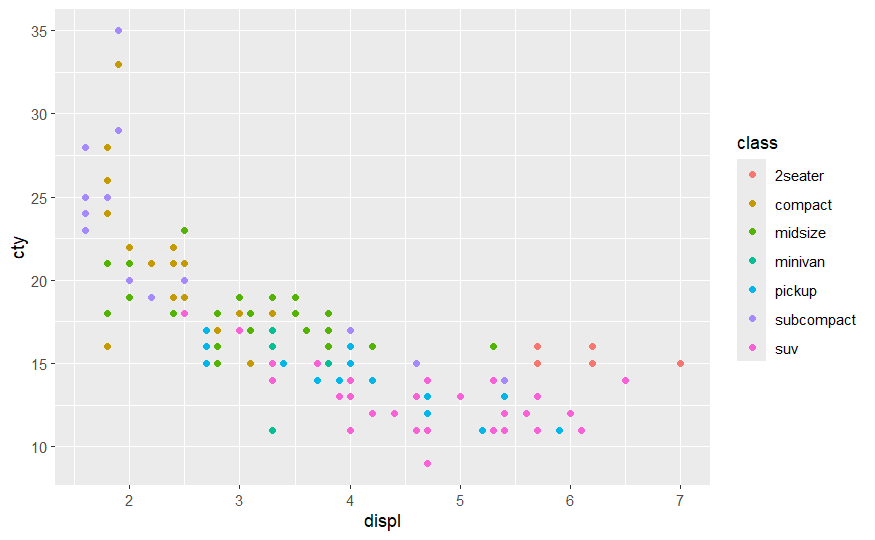 35
30
25
20
15
10
cty
2 3 4 5 6 7
displ
class
2seater
compact
midsize
minivan
pickup
subcompact
suv